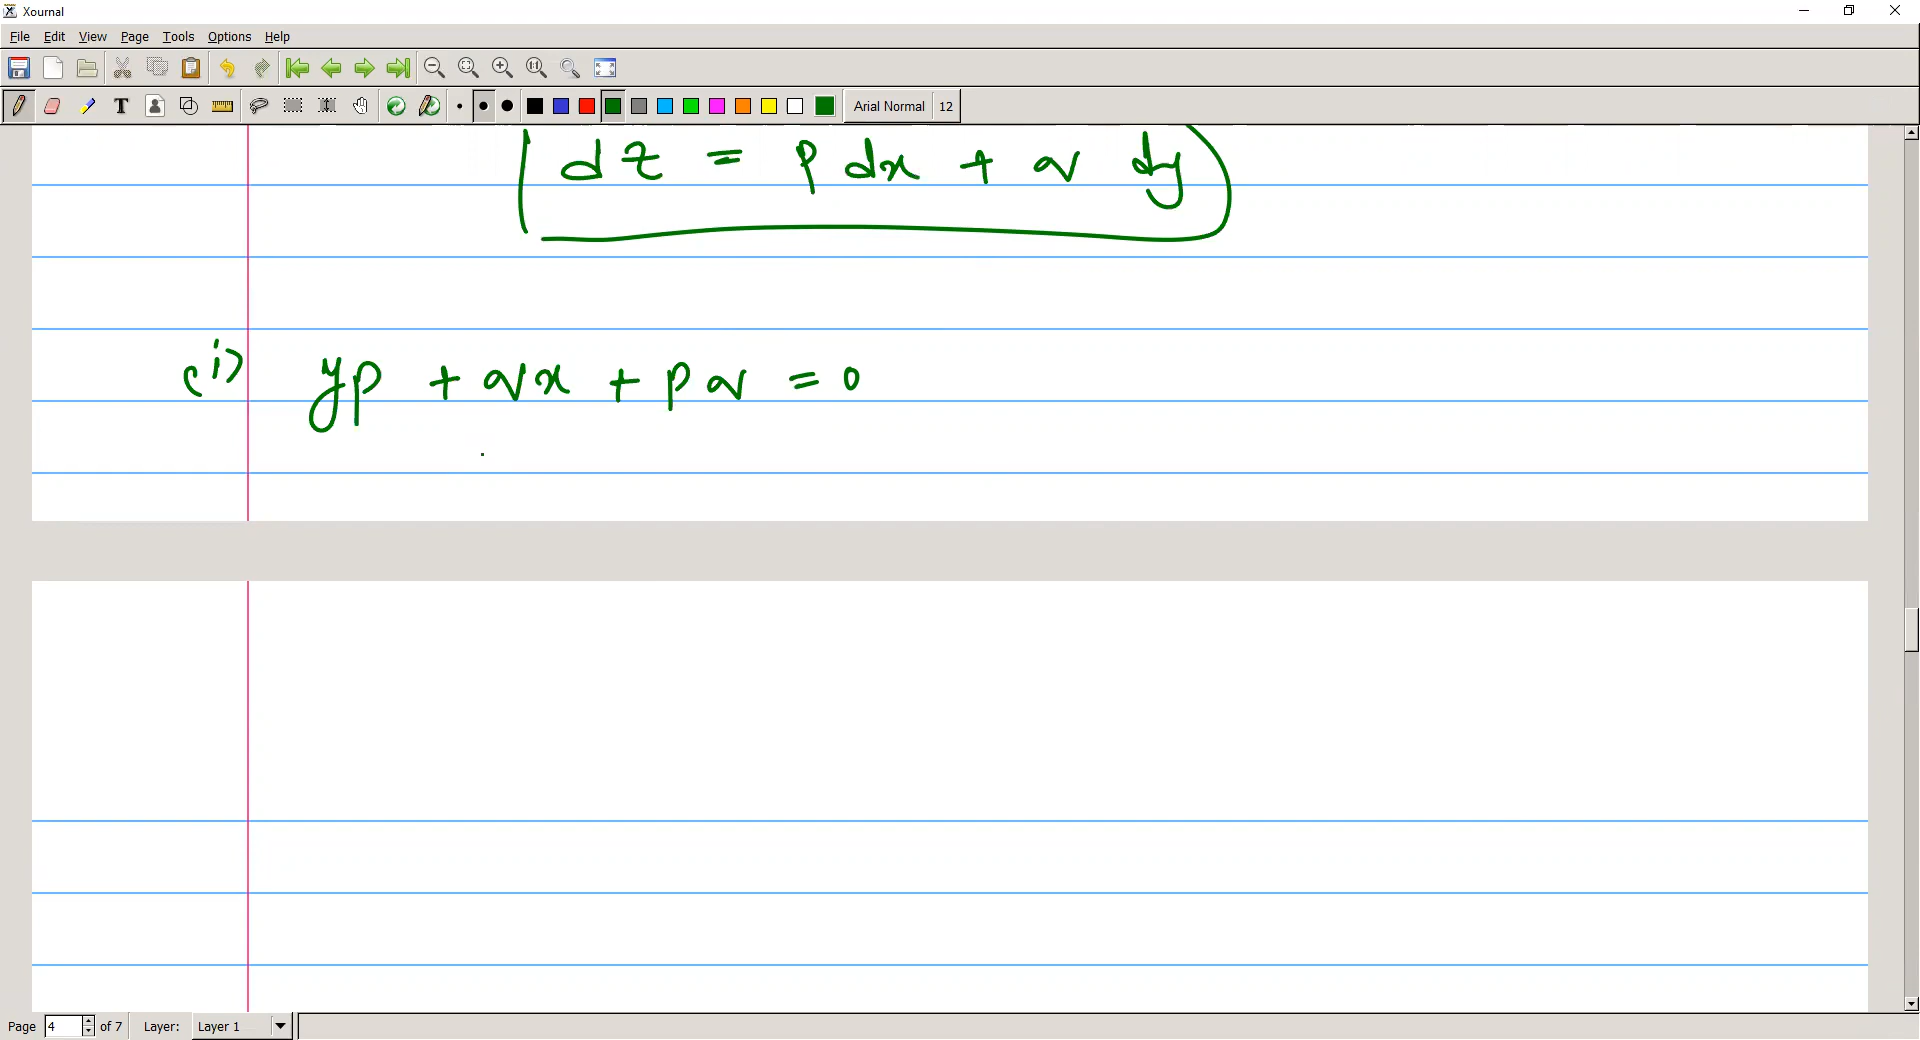 Xournal
File Edit View Page Tools Options Help
T Arial Normal 12
dz = p dx + q dy
(i) yp + qx + pq = 0
Page 4 of 7 Layer: Layer 1